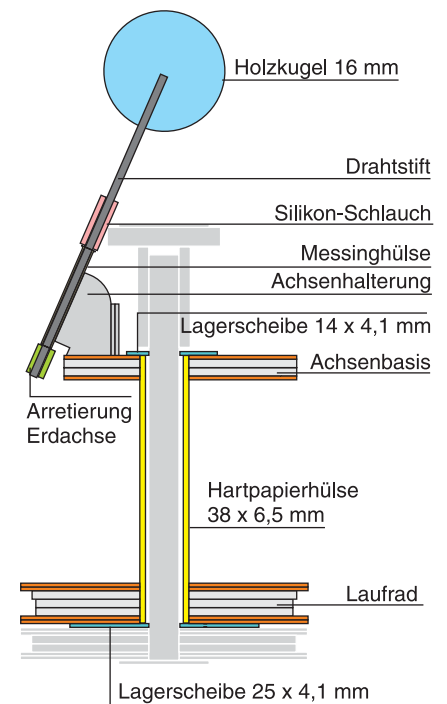 Holzkugel 16 mm
Drahtstift
Silikon-Schlauch
Messinghülse
Achsenhalterung
Lagerscheibe 14 x 4,1 mm
Achsenbasis
Arretierung
Erdachse
Hartpapierhülse
38 x 6,5 mm
Laufrad
Lagerscheibe 25 x 4,1 mm